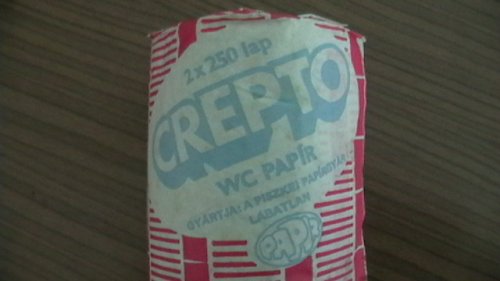 2x250 lap
CREPTO
WC PAPÍR
GYÁRTJA: A PISZKEI PAPÍRGYÁR
LÁBATLAN
PAPÍR